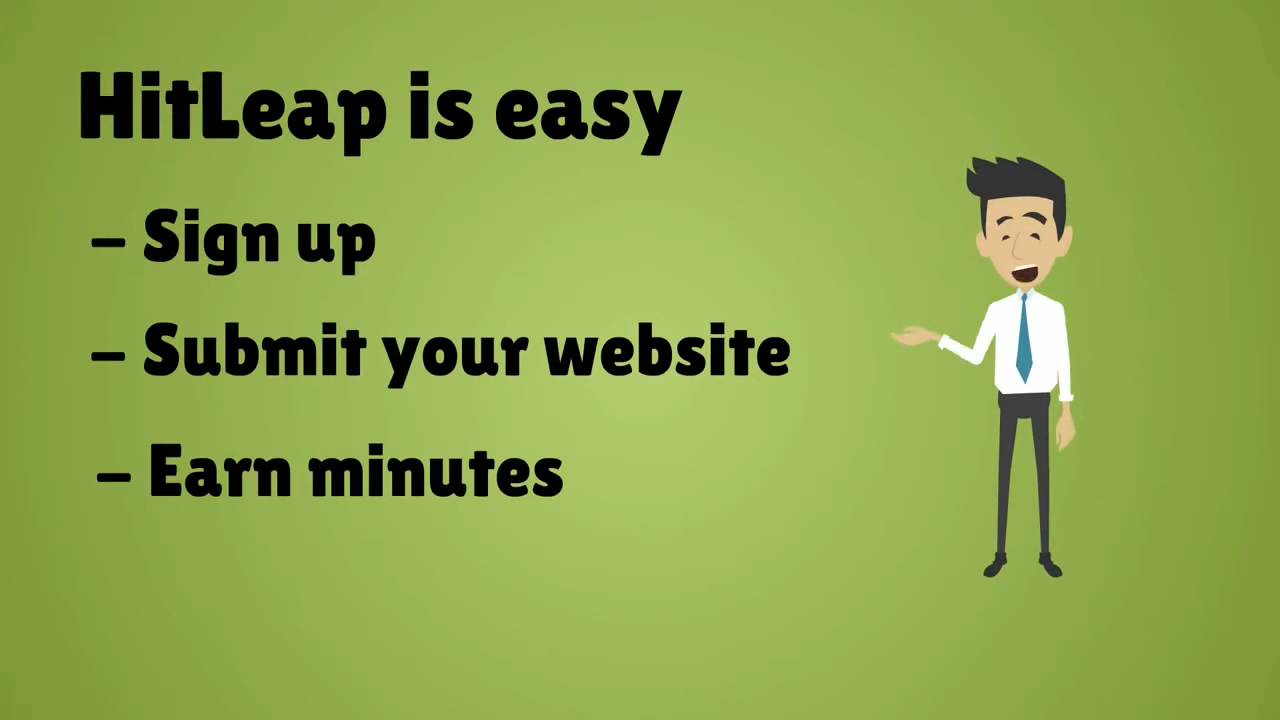 HitLeap is easy
– Sign up
– Submit your website
– Earn minutes